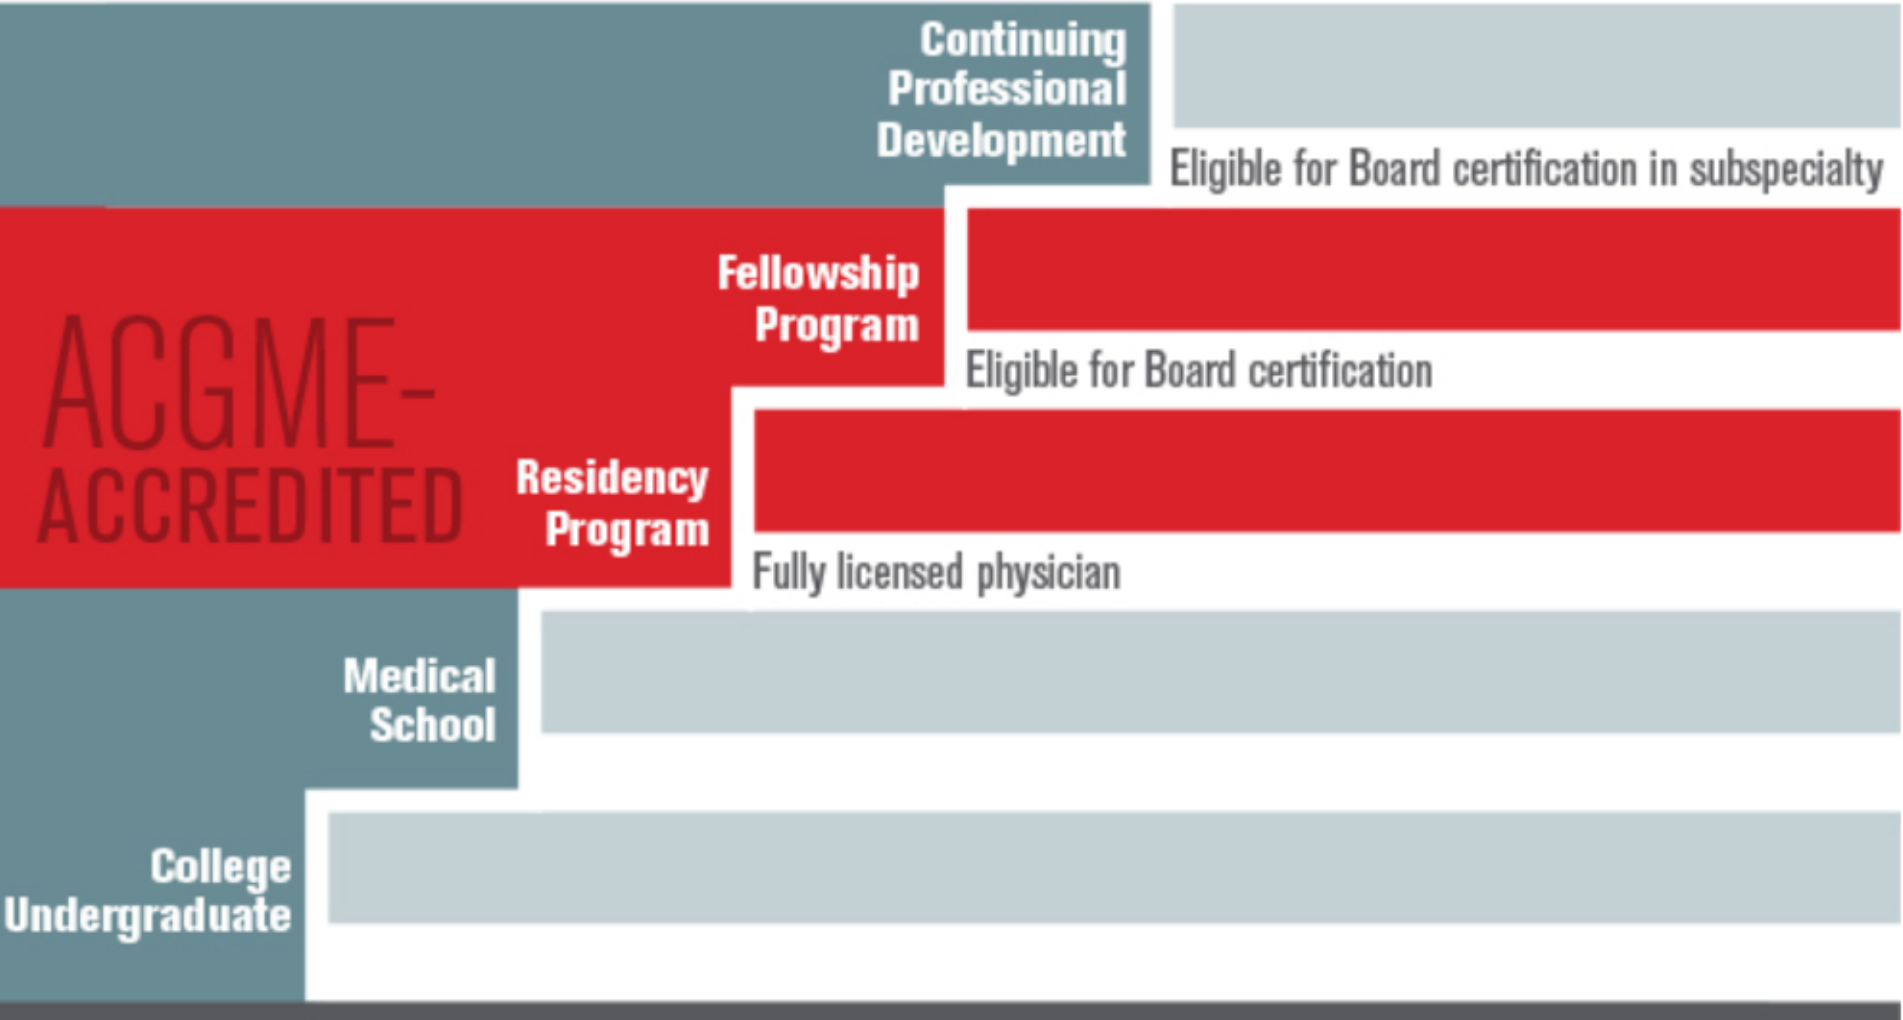 Continuing
Professional
Development
Eligible for Board certification in subspecialty
Fellowship
Program
Eligible for Board certification
ACGME-
ACCREDITED
Residency
Program
Fully licensed physician
Medical
School
College
Undergraduate